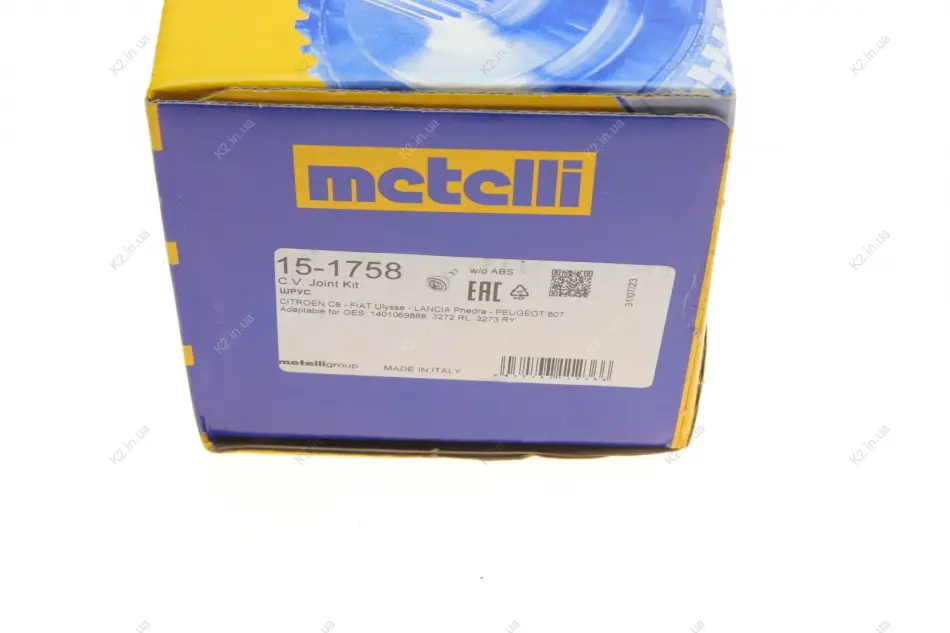 metelli
15-1758
w/o ABS
C.V. Joint Kit
ШРУС
EAC
31/07/23
CITROEN C8 - FIAT Ulysse - LANCIA Phedra - PEUGEOT 807
Adaptable for OES: 1401069888, 3272.RL, 3273.RY
metelligroup
MADE IN ITALY
K2.in.ua